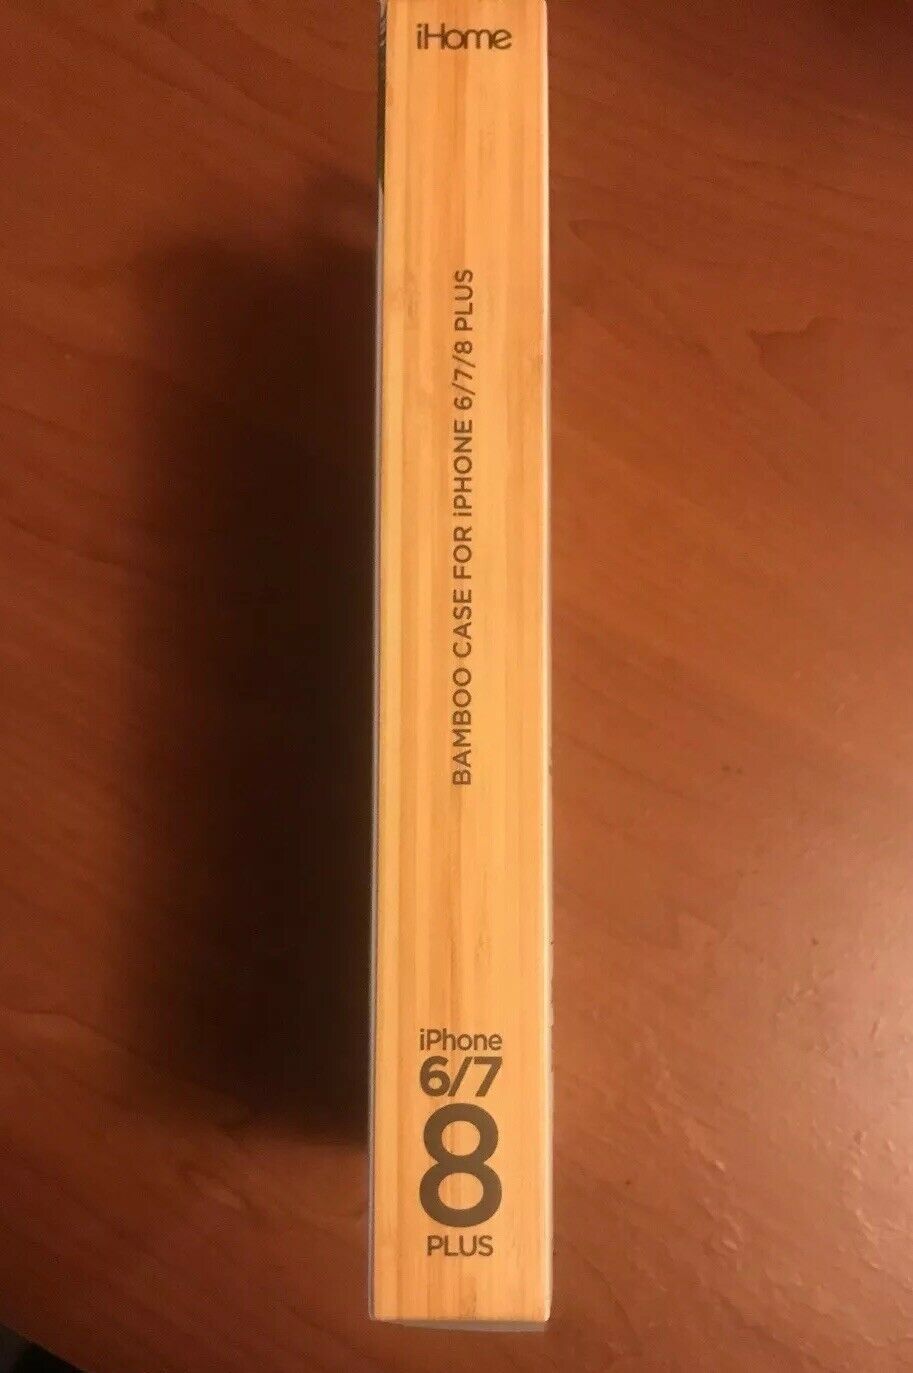 iHome
BAMBOO CASE FOR iPHONE 6/7/8 PLUS
iPhone
6/7
8
PLUS